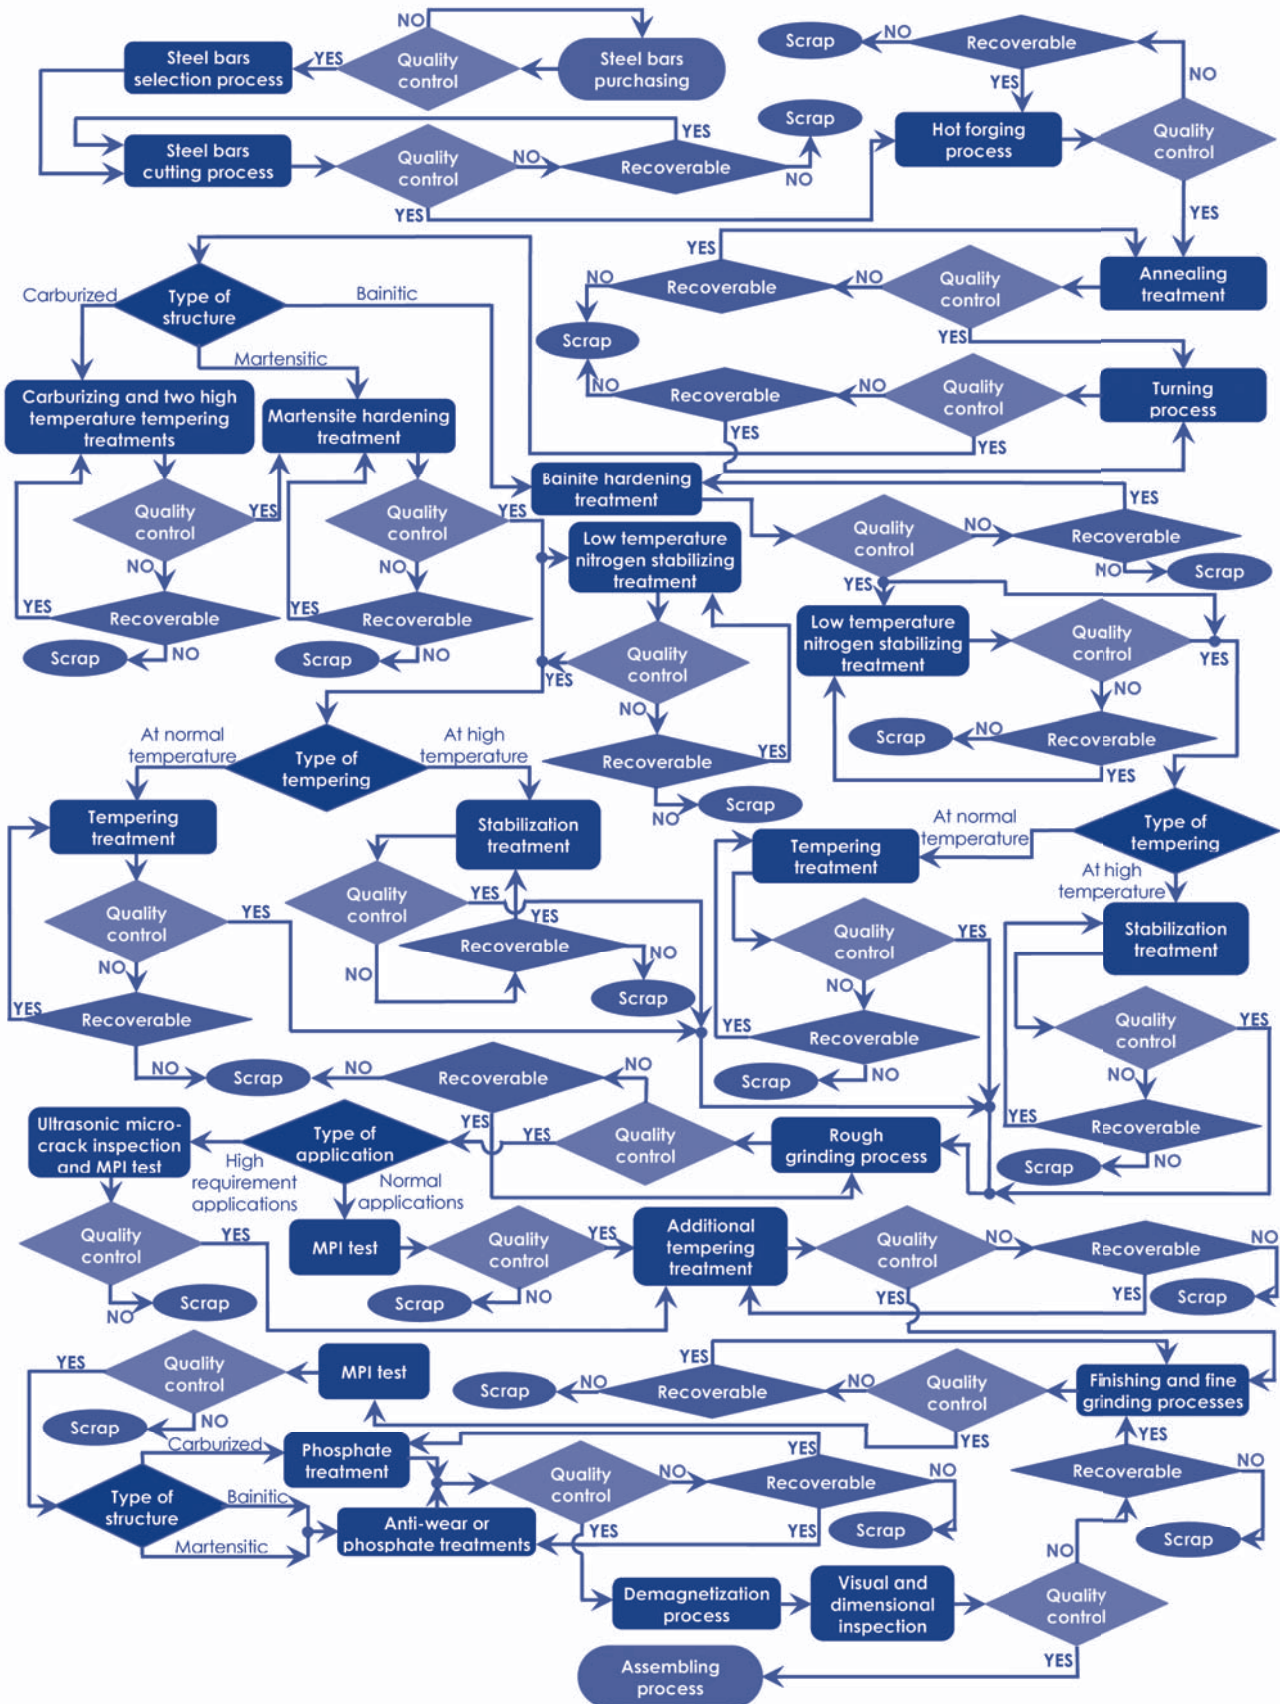 NO
Steel bars
selection process
YES
Quality
control
Steel bars
purchasing
Scrap
NO
Recoverable
NO
YES
Scrap
YES
Steel bars
cutting process
Quality
control
NO
Recoverable
NO
YES
Hot forging
process
Quality
control
YES
YES
Carburized
Type of
structure
Bainitic
Martensitic
NO
Recoverable
NO
Quality
control
Annealing
treatment
Scrap
YES
NO
Recoverable
NO
Quality
control
Turning
process
YES
YES
Carburizing and two high
temperature tempering
treatments
Martensite hardening
treatment
Bainite hardening
treatment
YES
Quality
control
YES
Quality
control
YES
Low temperature
nitrogen stabilizing
treatment
Quality
control
NO
Recoverable
NO
Scrap
NO
NO
YES
Recoverable
YES
Recoverable
Scrap
NO
Scrap
NO
YES
Low temperature
nitrogen stabilizing
treatment
Quality
control
YES
Quality
control
YES
NO
NO
Scrap
NO
Recoverable
YES
At normal
temperature
Type of
tempering
At high
temperature
Recoverable
YES
NO
Scrap
Tempering
treatment
Stabilization
treatment
Tempering
treatment
At normal
temperature
Type of
tempering
At high
temperature
Quality
control
YES
Quality
control
YES
YES
Recoverable
NO
NO
Scrap
Quality
control
YES
Stabilization
treatment
NO
YES
Recoverable
NO
NO
YES
Recoverable
Scrap
NO
Quality
control
YES
NO
Scrap
NO
Recoverable
NO
YES
NO
YES
Recoverable
Scrap
NO
Ultrasonic micro-
crack inspection
and MPI test
Type of
application
YES
Quality
control
Rough
grinding process
High
requirement
applications
Normal
applications
Quality
control
YES
MPI test
Quality
control
YES
Additional
tempering
treatment
Quality
control
NO
Recoverable
NO
NO
Scrap
Scrap
NO
YES
YES
Scrap
YES
Quality
control
MPI test
YES
Scrap
NO
Recoverable
NO
Quality
control
Finishing and fine
grinding processes
Scrap
NO
YES
YES
Carburized
Phosphate
treatment
YES
Type of
structure
Bainitic
Martensitic
Quality
control
NO
Recoverable
NO
Recoverable
NO
Anti-wear or
phosphate treatments
YES
YES
Scrap
Scrap
NO
Demagnetization
process
Visual and
dimensional
inspection
Quality
control
YES
Assembling
process